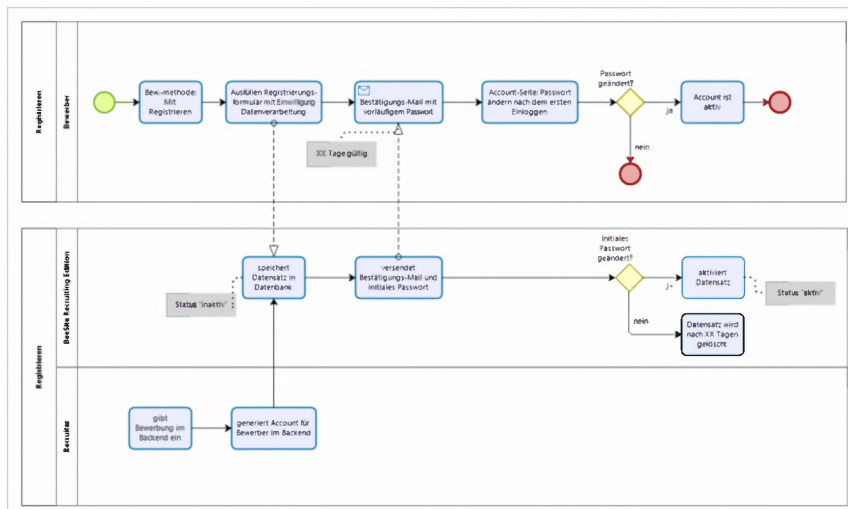 Registrieren
Bewerber
Bew.-methode:
Mit
Registrieren
Ausfüllen Registrierungs-
formular mit Einwilligung
Datenverarbeitung
Bestätigungs-Mail mit
vorläufigem Passwort
XX Tage gültig
Account-Seite: Passwort
ändern nach dem ersten
Einloggen
Passwort
geändert?
ja
nein
Account ist
aktiv
Registrieren
BeeSite Recruiting Edition
speichert
Datensatz in
Datenbank
Status "inaktiv"
versendet
Bestätigungs-Mail und
initiales Passwort
Initiales
Passwort
geändert?
ja
nein
aktiviert
Datensatz
Status "aktiv"
Datensatz wird
nach XX Tagen
gelöscht
Recruiter
gibt
Bewerbung im
Backend ein
generiert Account für
Bewerber im Backend